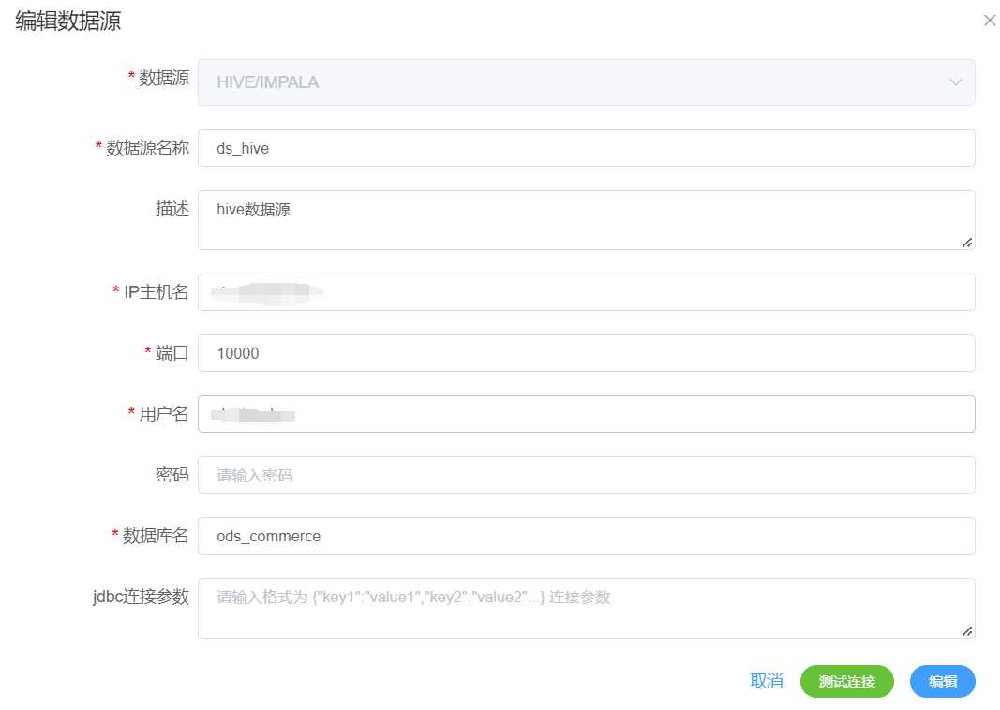 编辑数据源
* 数据源 HIVE/IMPALA
* 数据源名称 ds_hive
描述 hive数据源
* IP主机名
* 端口 10000
* 用户名
密码 请输入密码
* 数据库名 ods_commerce
jdbc连接参数 请输入格式为 {"key1":"value1","key2":"value2"...} 连接参数
取消 测试连接 编辑